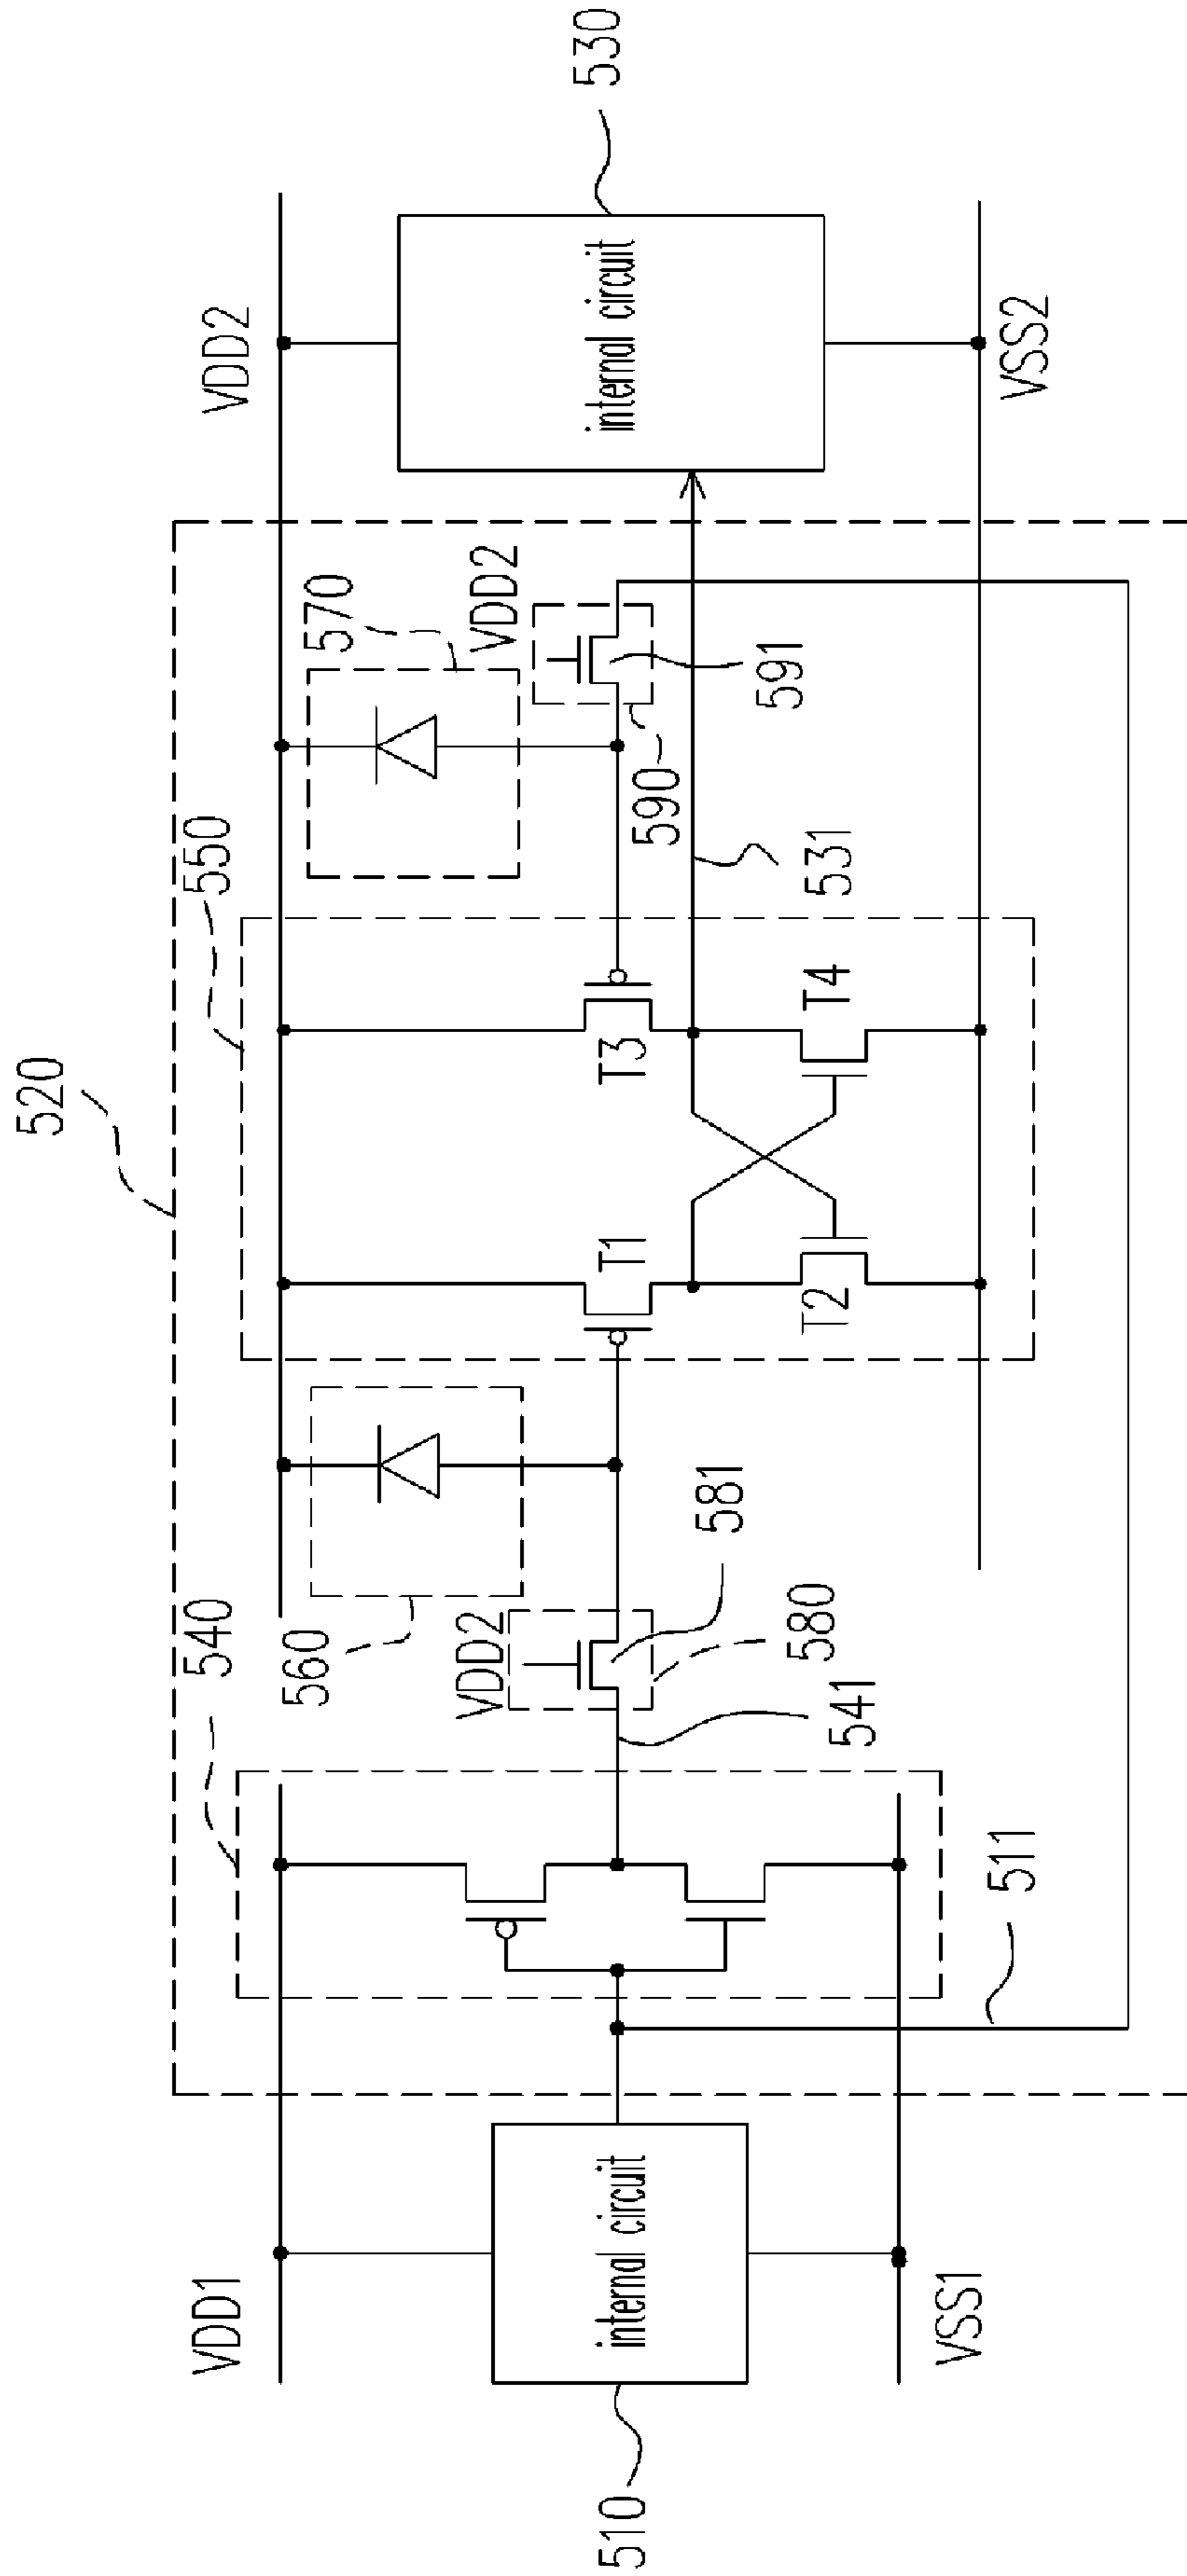 520
540
550
VDD1
VDD2
560
570
VDD2
VDD2
510
internal circuit
T1
T3
590
internal circuit
530
541
580
581
591
T2
T4
531
VSS1
511
VSS2